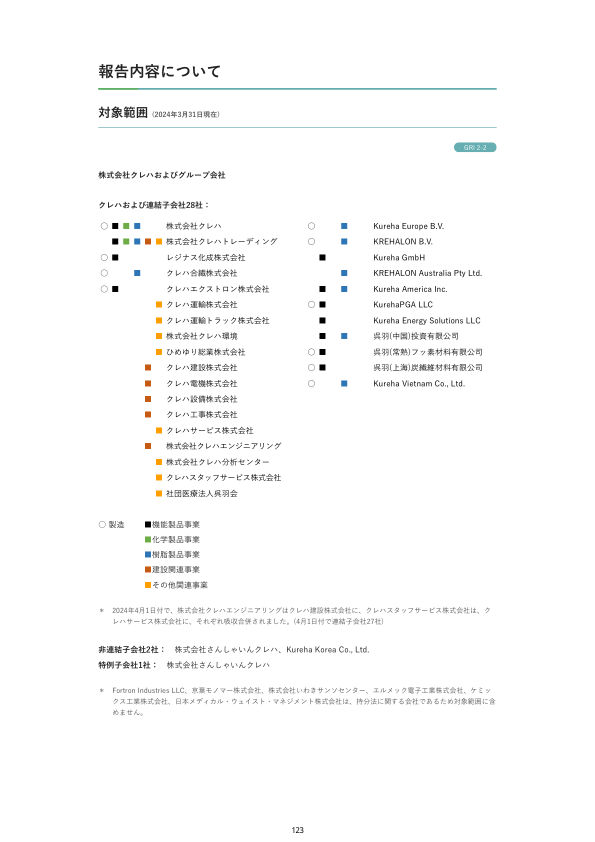 報告内容について
対象範囲 (2024年3月31日現在)
GRI 2-2
株式会社クレハおよびグループ会社
クレハおよび連結子会社28社：
○■■■ 株式会社クレハ
■■■■■ 株式会社クレハトレーディング
○■ レジナス化成株式会社
○■ クレハ合繊株式会社
○■ クレハエクストロン株式会社
■ クレハ運輸株式会社
■ クレハ運輸トラック株式会社
■ 株式会社クレハ環境
■ ひめゆり総業株式会社
■ クレハ建設株式会社
■ クレハ電機株式会社
■ クレハ設備株式会社
■ クレハ工事株式会社
■ クレハサービス株式会社
■ 株式会社クレハエンジニアリング
■ 株式会社クレハ分析センター
■ クレハスタッフサービス株式会社
■ 社団医療法人呉羽会
○■ Kureha Europe B.V.
○■ KREHALON B.V.
■ Kureha GmbH
■ KREHALON Australia Pty Ltd.
■■ Kureha America Inc.
○■ KurehaPGA LLC
■ Kureha Energy Solutions LLC
■■ 呉羽(中国)投資有限公司
○■ 呉羽(常熟)フッ素材料有限公司
○■ 呉羽(上海)炭繊維材料有限公司
○■ Kureha Vietnam Co., Ltd.
○ 製造 ■機能製品事業
■化学製品事業
■樹脂製品事業
■建設関連事業
■その他関連事業
＊ 2024年4月1日付で、株式会社クレハエンジニアリングはクレハ建設株式会社に、クレハスタッフサービス株式会社は、ク
レハサービス株式会社に、それぞれ吸収合併されました。(4月1日付で連結子会社27社)
非連結子会社2社： 株式会社さんしゃいんクレハ、Kureha Korea Co., Ltd.
特例子会社1社： 株式会社さんしゃいんクレハ
＊ Fortron Industries LLC、京葉モノマー株式会社、株式会社いわきサンソセンター、エルメック電子工業株式会社、ケミッ
クス工業株式会社、日本メディカル・ウェイスト・マネジメント株式会社は、持分法に関する会社であるため対象範囲に含
めません。
123